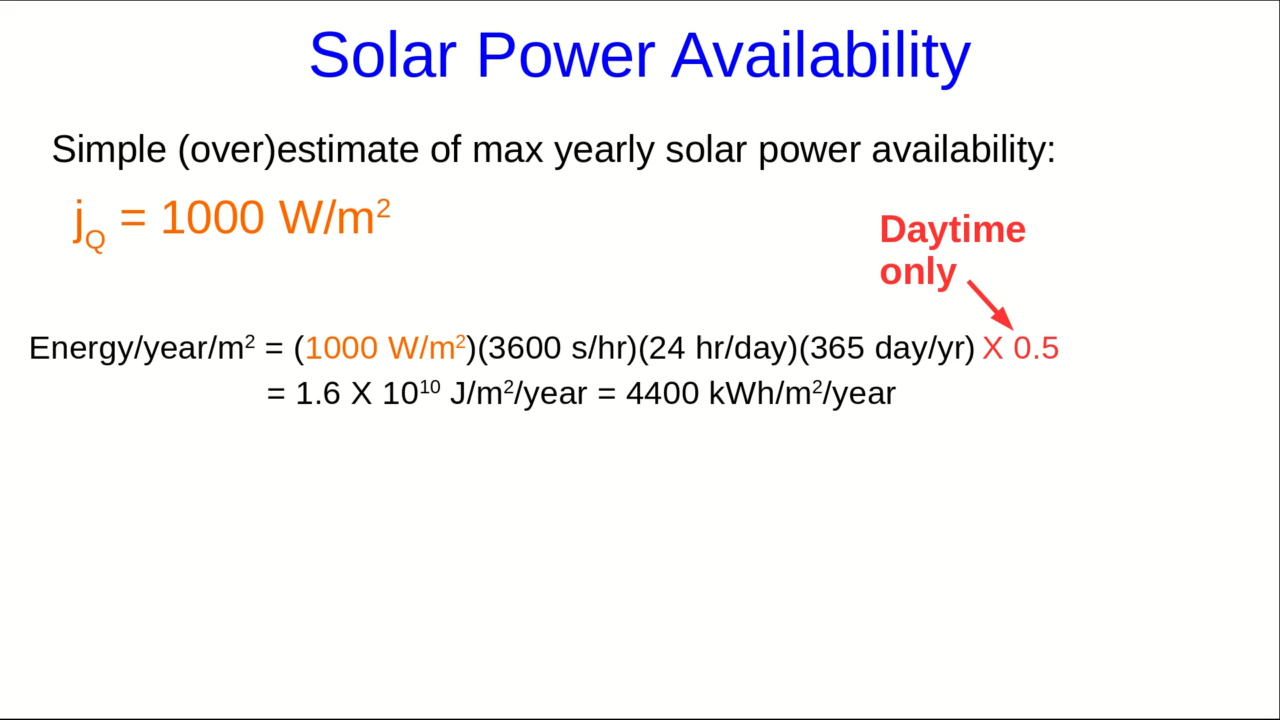 Solar Power Availability
Simple (over)estimate of max yearly solar power availability:
j_Q = 1000 W/m²
Daytime
only
Energy/year/m² = (1000 W/m²)(3600 s/hr)(24 hr/day)(365 day/yr) X 0.5
= 1.6 X 10¹⁰ J/m²/year = 4400 kWh/m²/year